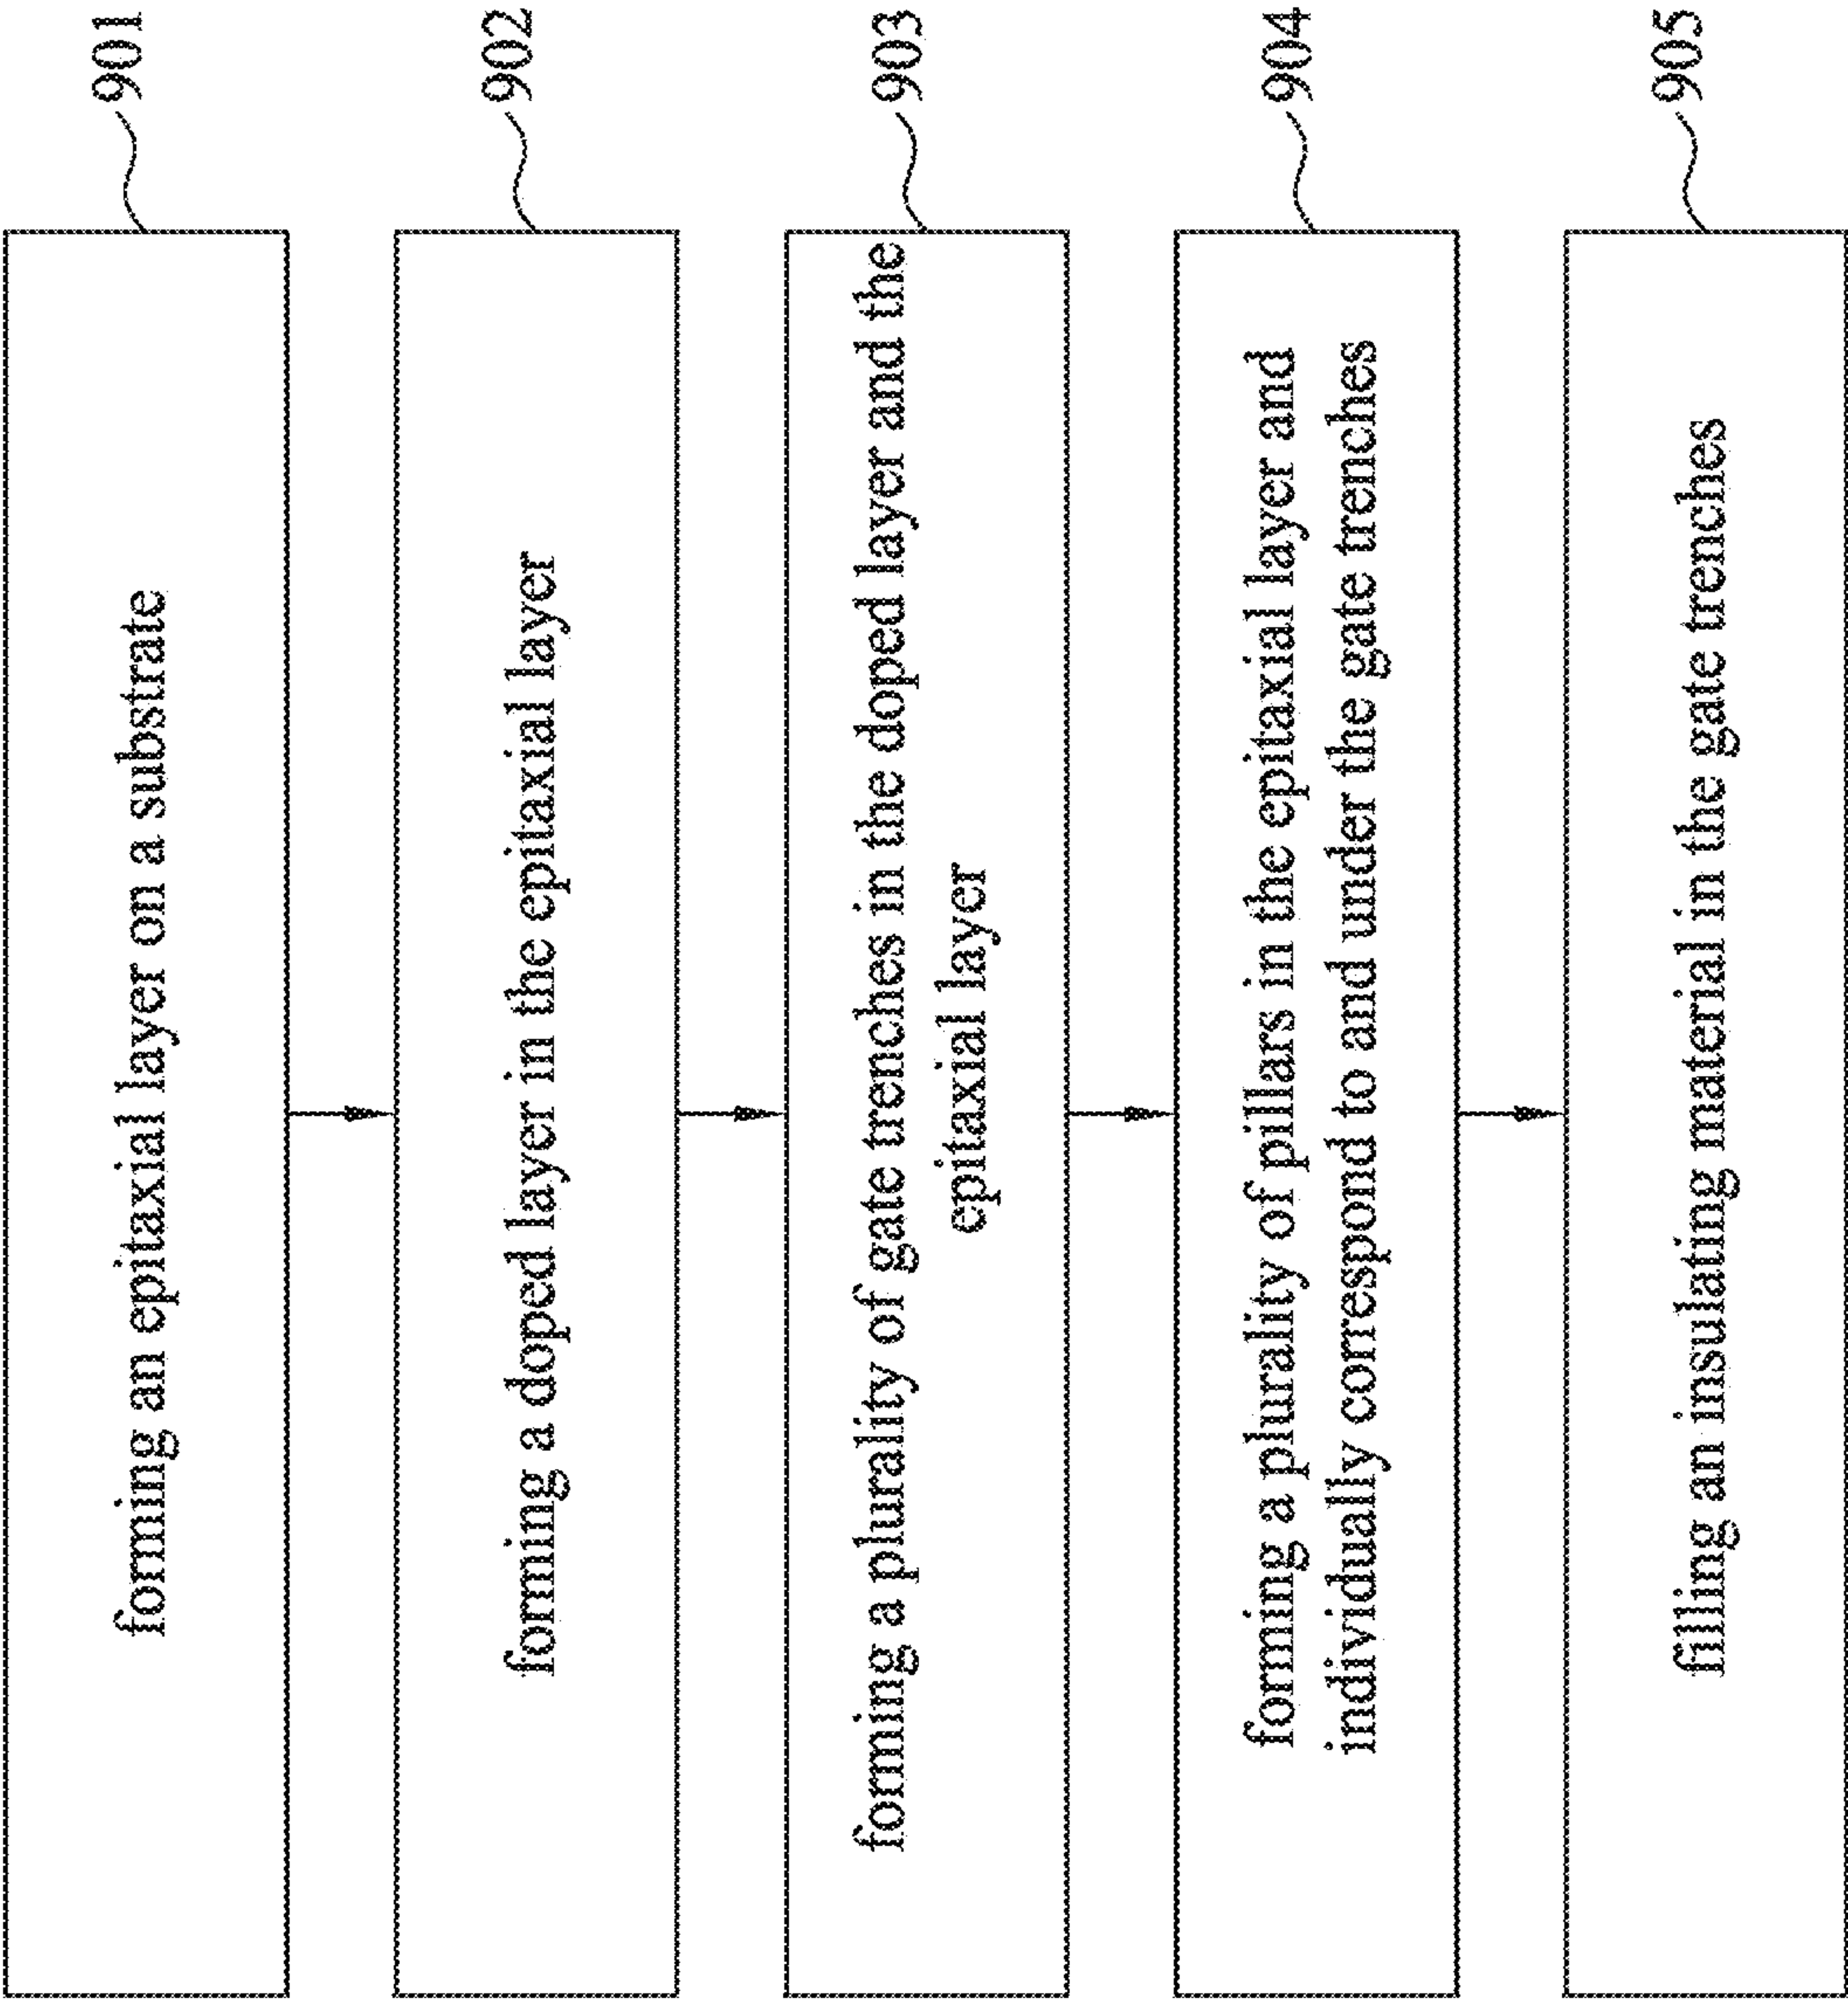 forming an epitaxial layer on a substrate
901
forming a doped layer in the epitaxial layer
902
forming a plurality of gate trenches in the doped layer and the
epitaxial layer
903
forming a plurality of pillars in the epitaxial layer and
individually correspond to and under the gate trenches
904
filling an insulating material in the gate trenches
905